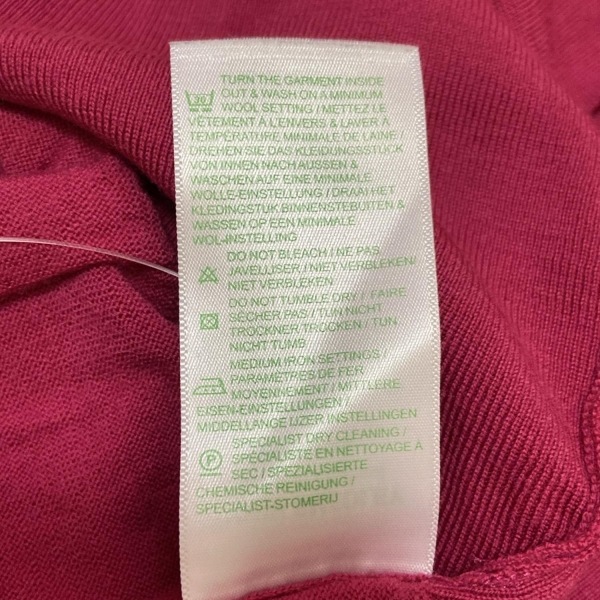 TURN THE GARMENT INSIDE
OUT & WASH ON A MINIMUM
WOOL SETTING / METTEZ LE
VÊTEMENT À L'ENVERS & LAVER À
TEMPÉRATURE MINIMALE DE LAINE /
DREHEN SIE DAS KLEIDUNGSSTÜCK
VON INNEN NACH AUSSEN &
WASCHEN AUF EINE MINIMALE
WOLLE-EINSTELLUNG / DRAAI HET
KLEDINGSTUK BINNENSTEBUITEN &
WASSEN OP EEN MINIMALE
WOL-INSTELLING
DO NOT BLEACH / NE PAS
JAVELLISER / NIET VERBLEKEN/
NIET VERBLEKEN
DO NOT TUMBLE DRY / FAIRE
SÉCHER PAS / TUN NICHT
TROCKNER TROCKEN / TUN
NICHT TUMB
MEDIUM IRON SETTINGS /
PARAMETRES DE FER
MOYENNEMENT / MITTLERE
EISEN-EINSTELLUNGEN /
MIDDELLANGE IJZER INSTELLINGEN
SPECIALIST DRY CLEANING /
SPÉCIALISTE EN NETTOYAGE À
SEC / SPEZIALISIERTE
CHEMISCHE REINIGUNG /
SPECIALIST-STOMERIJ